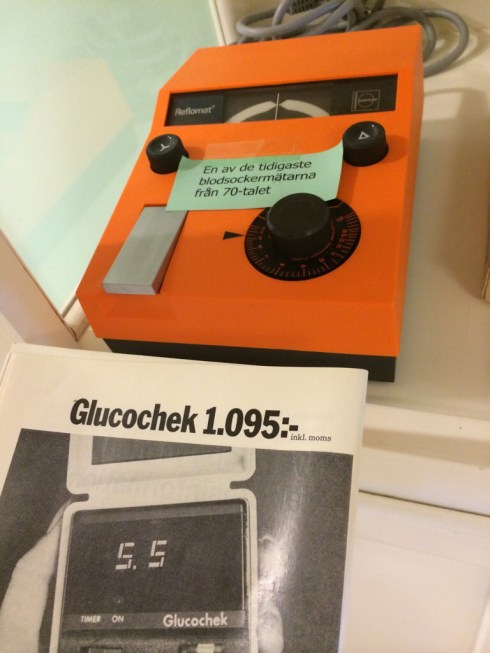 Reflomat®
En av de tidigaste
blodsockermätarna
från 70-talet
Glucochek 1.095:-
inkl. moms
5.5
TIMER ON Glucochek